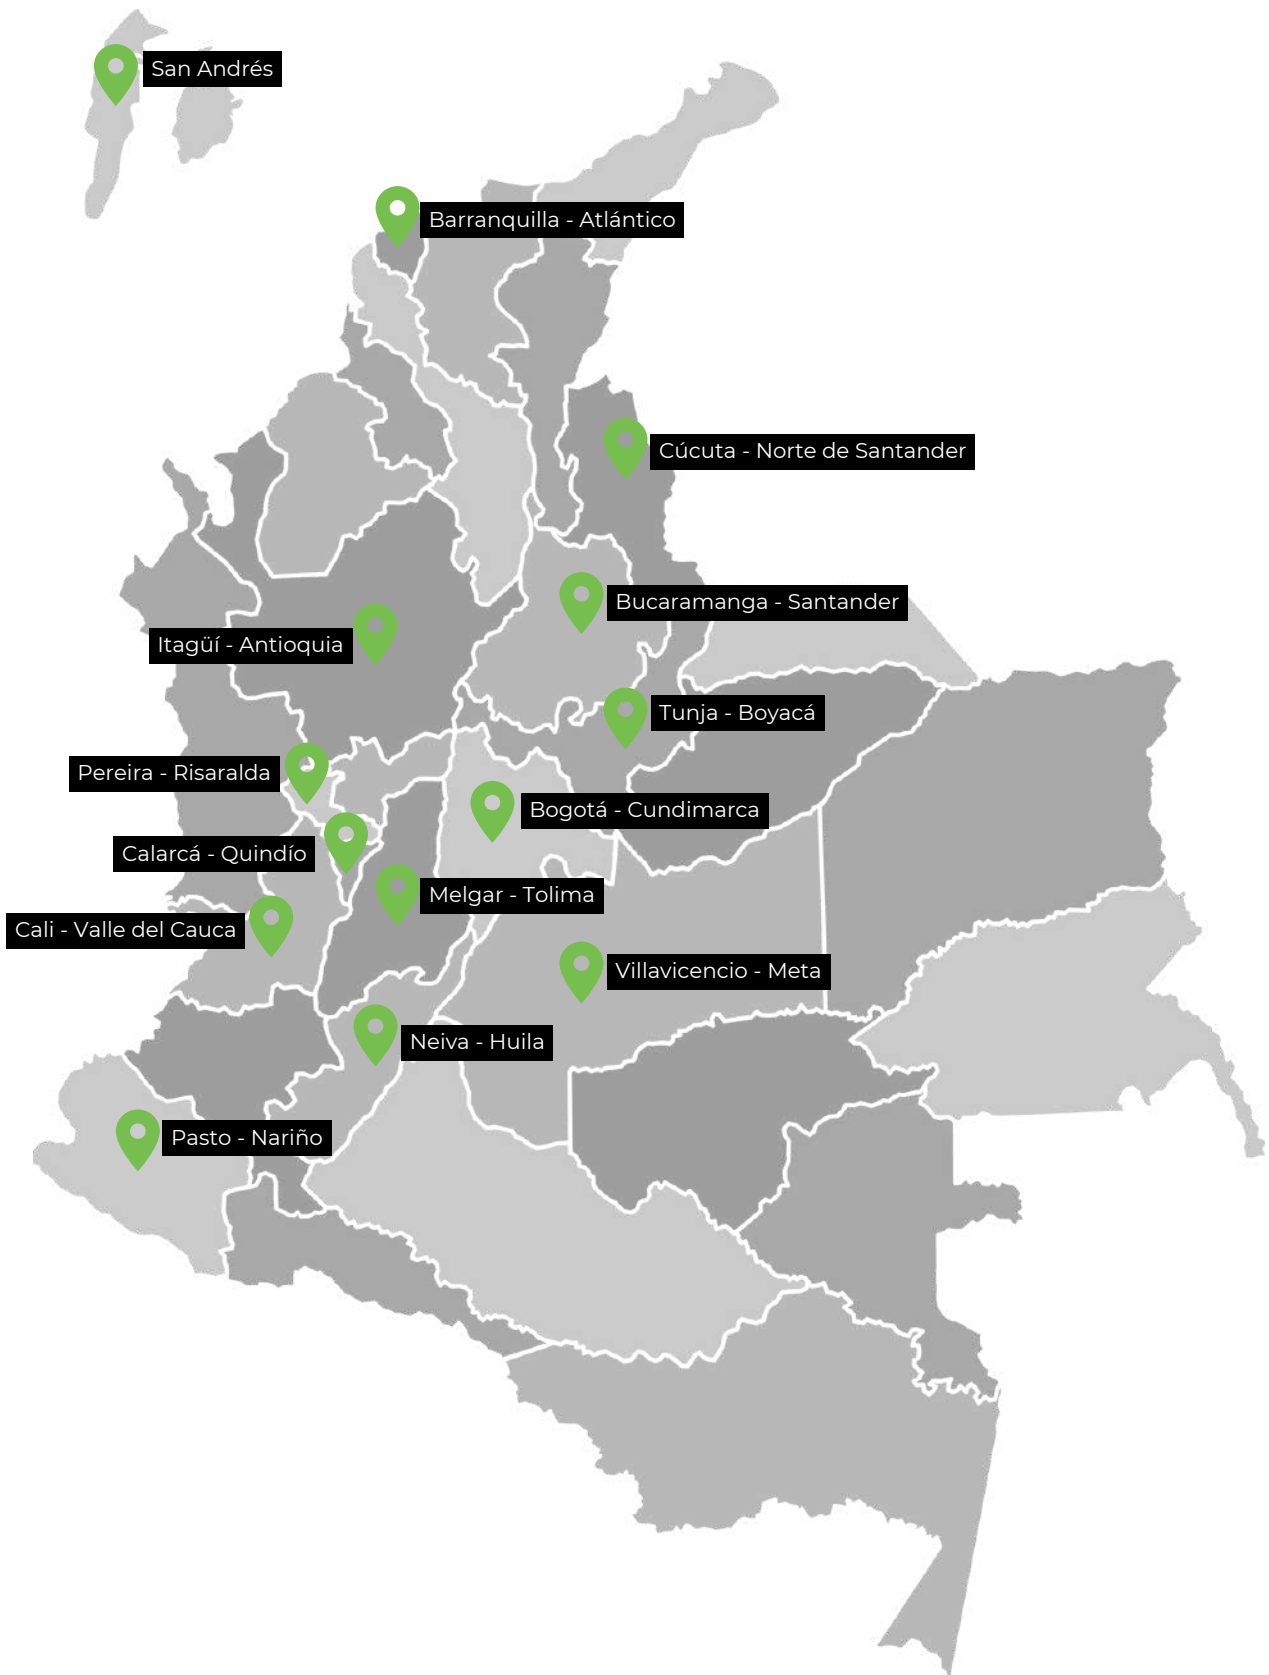 San Andrés
Barranquilla - Atlántico
Cúcuta - Norte de Santander
Bucaramanga - Santander
Itagüí - Antioquia
Tunja - Boyacá
Pereira - Risaralda
Bogotá - Cundimarca
Calarcá - Quindío
Melgar - Tolima
Cali - Valle del Cauca
Villavicencio - Meta
Neiva - Huila
Pasto - Nariño